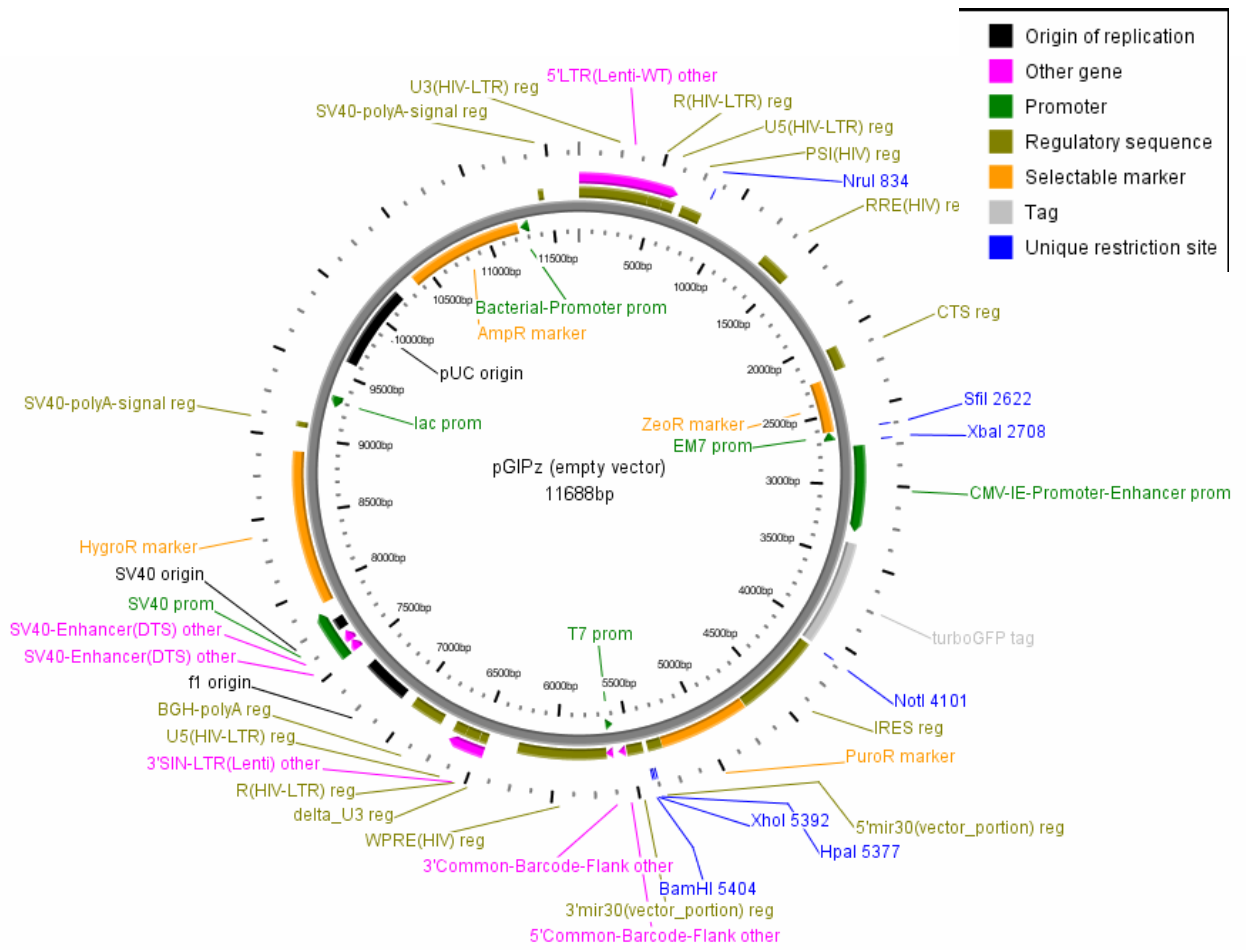 Origin of replication
Other gene
Promoter
Regulatory sequence
Selectable marker
Tag
Unique restriction site
5'LTR(Lenti-WT) other
U3(HIV-LTR) reg
R(HIV-LTR) reg
SV40-polyA-signal reg
U5(HIV-LTR) reg
PSI(HIV) reg
NruI 834
RRE(HIV) re
CTS reg
SfiI 2622
XbaI 2708
CMV-IE-Promoter-Enhancer prom
turboGFP tag
NotI 4101
IRES reg
PuroR marker
5'mir30(vector_portion) reg
XhoI 5392
HpaI 5377
BamHI 5404
3'mir30(vector_portion) reg
5'Common-Barcode-Flank other
3'Common-Barcode-Flank other
WPRE(HIV) reg
delta_U3 reg
R(HIV-LTR) reg
3'SIN-LTR(Lenti) other
U5(HIV-LTR) reg
BGH-polyA reg
f1 origin
SV40-Enhancer(DTS) other
SV40-Enhancer(DTS) other
SV40 prom
SV40 origin
HygroR marker
SV40-polyA-signal reg
lac prom
pUC origin
AmpR marker
Bacterial-Promoter prom
ZeoR marker
EM7 prom
T7 prom
pGIPz (empty vector)
11688bp
500bp
1000bp
1500bp
2000bp
2500bp
3000bp
3500bp
4000bp
4500bp
5000bp
5500bp
6000bp
6500bp
7000bp
7500bp
8000bp
8500bp
9000bp
9500bp
10000bp
10500bp
11000bp
11500bp